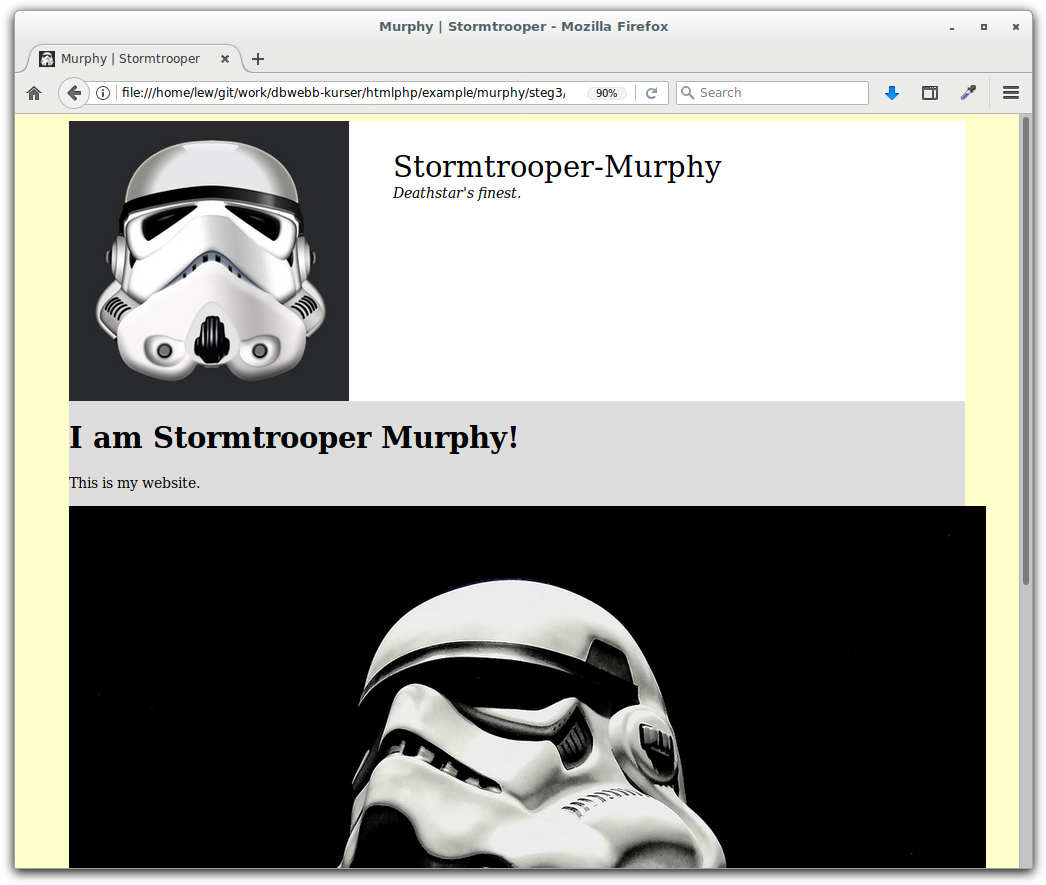 Murphy | Stormtrooper - Mozilla Firefox
Murphy | Stormtrooper
file:///home/lew/git/work/dbwebb-kurser/htmlphp/example/murphy/steg3/ 90% Search
Stormtrooper-Murphy
Deathstar's finest.
I am Stormtrooper Murphy!
This is my website.